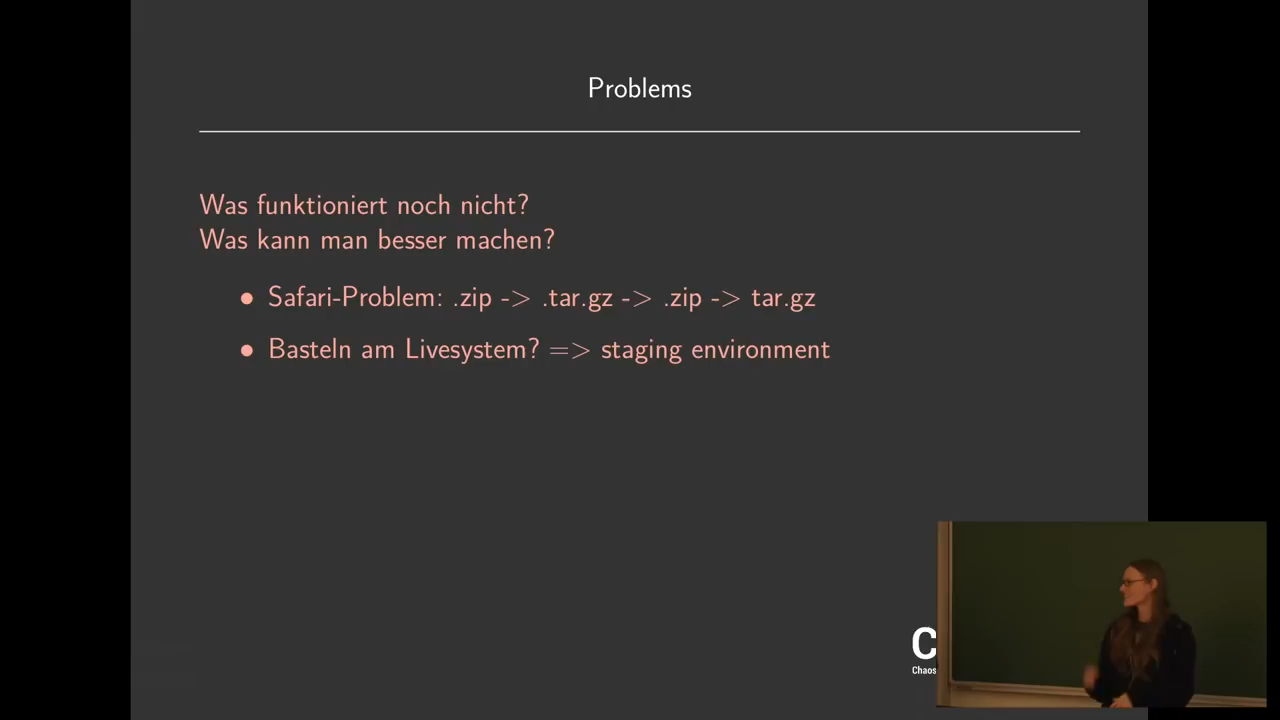 Problems
Was funktioniert noch nicht?
Was kann man besser machen?
• Safari-Problem: .zip -> .tar.gz -> .zip -> tar.gz
• Basteln am Livesystem? => staging environment
C
Chaos